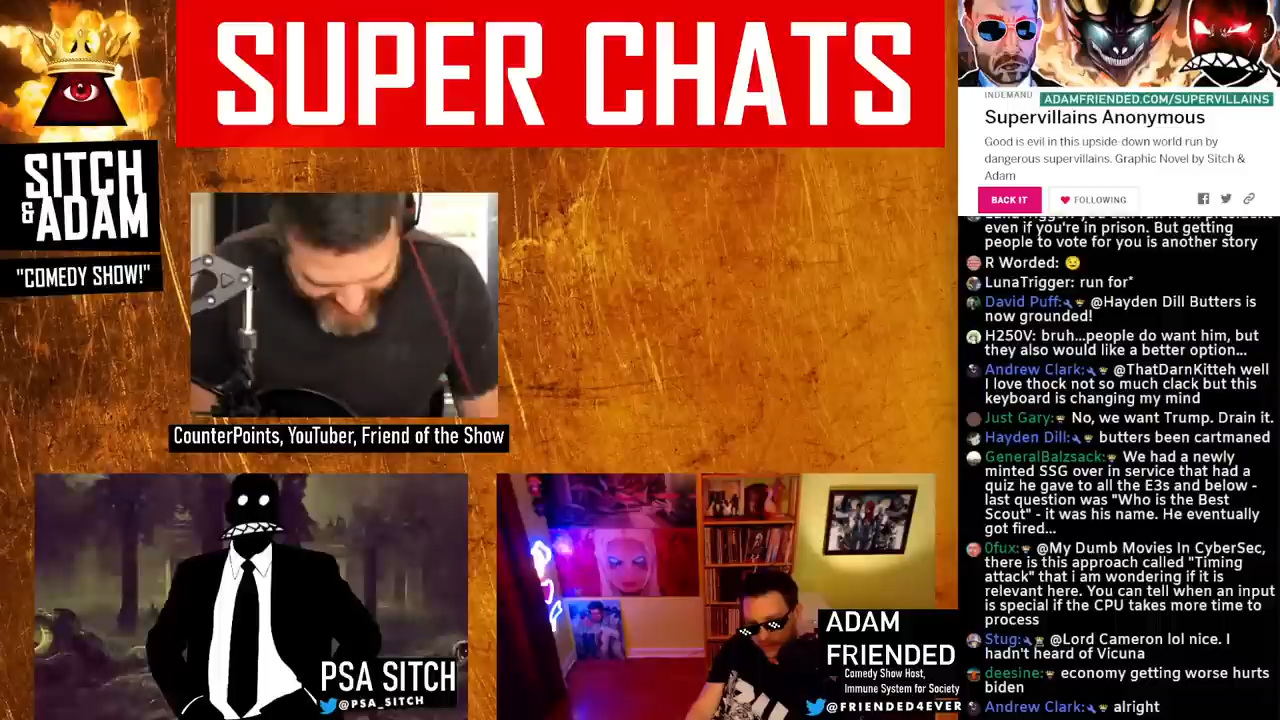 SUPER CHATS
SITCH
& ADAM
"COMEDY SHOW!"
CounterPoints, YouTuber, Friend of the Show
PSA SITCH
@PSA_SITCH
ADAM
FRIENDED
Comedy Show Host,
Immune System for Society
@FRIENDED4EVER
INDEMAND
ADAMFRIENDED.COM/SUPERVILLAINS
Supervillains Anonymous
Good is evil in this upside-down world run by
dangerous supervillains. Graphic Novel by Sitch &
Adam
BACK IT
FOLLOWING
even if you're in prison. But getting
people to vote for you is another story
R Worded: 😉
LunaTrigger: run for*
David Puff: @Hayden Dill Butters is
now grounded!
H250V: bruh...people do want him, but
they also would like a better option...
Andrew Clark: @ThatDarnKitteh well
I love thock not so much clack but this
keyboard is changing my mind
Just Gary: No, we want Trump. Drain it.
Hayden Dill: butters been cartmaned
GeneralBalzsack: We had a newly
minted SSG over in service that had a
quiz he gave to all the E3s and below -
last question was "Who is the Best
Scout" - it was his name. He eventually
got fired...
0fux: @My Dumb Movies In CyberSec,
there is this approach called "Timing
attack" that i am wondering if it is
relevant here. You can tell when an input
is special if the CPU takes more time to
process
Stug: @Lord Cameron lol nice. I
hadn't heard of Vicuna
deesine: economy getting worse hurts
biden
Andrew Clark: alright